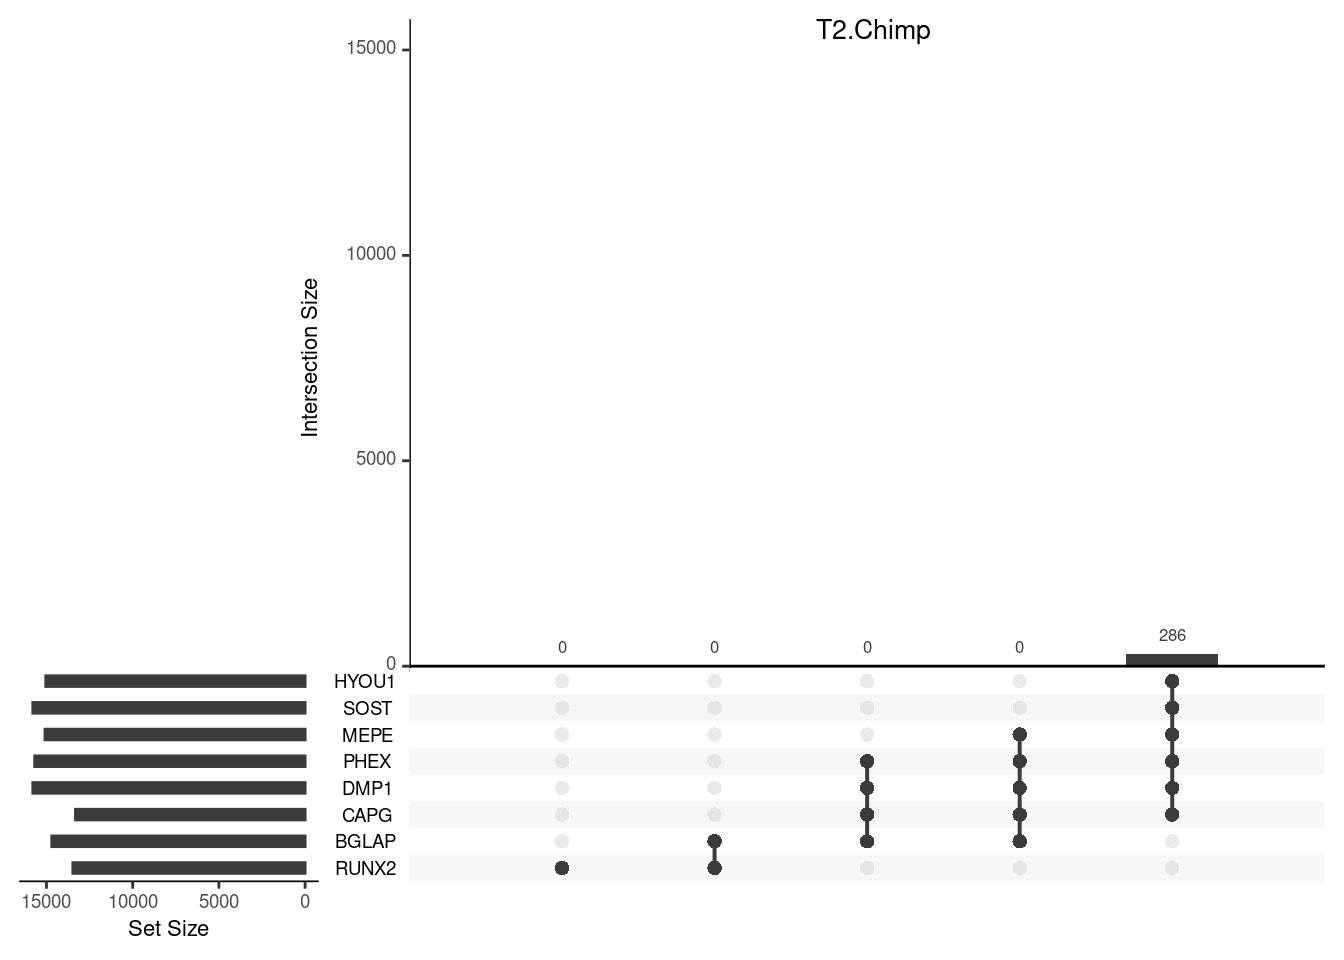 T2.Chimp
15000
10000
5000
0
Intersection Size
0
0
0
0
286
HYOU1
SOST
MEPE
PHEX
DMP1
CAPG
BGLAP
RUNX2
15000 10000 5000 0
Set Size